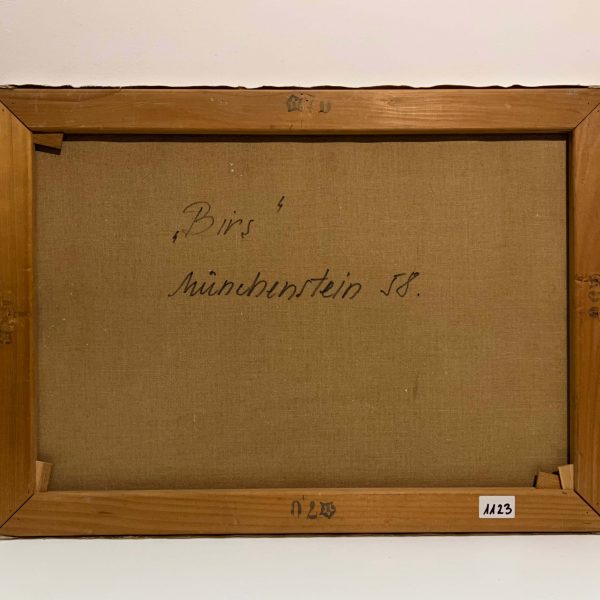 „Birs“
Münchenstein 58.
1123